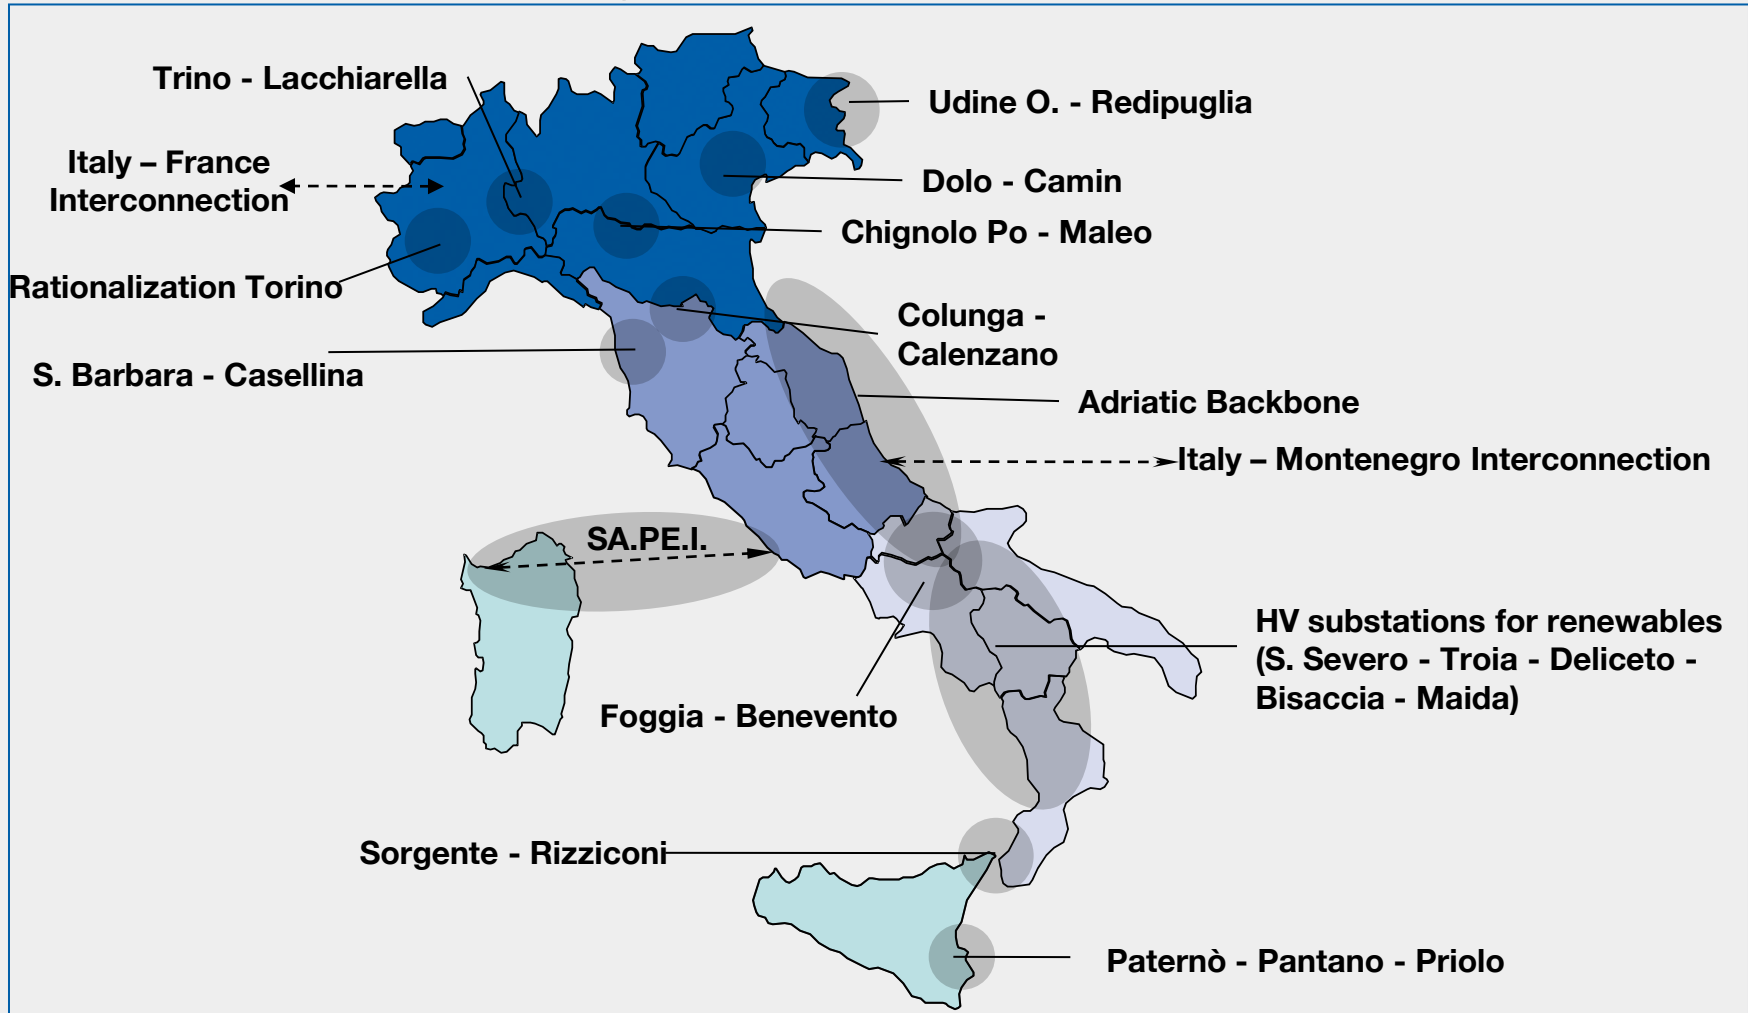 Trino - Lacchiarella
Udine O. - Redipuglia
Italy – France
Interconnection
Dolo - Camin
Chignolo Po - Maleo
Rationalization Torino
Colunga -
Calenzano
S. Barbara - Casellina
Adriatic Backbone
Italy – Montenegro Interconnection
SA.PE.I.
HV substations for renewables
(S. Severo - Troia - Deliceto -
Bisaccia - Maida)
Foggia - Benevento
Sorgente - Rizziconi
Paternò - Pantano - Priolo